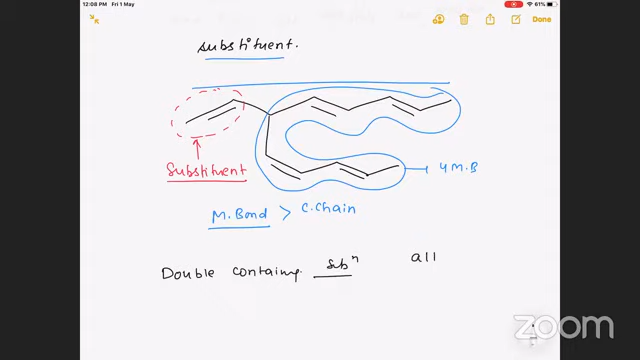 12:08 PM Fri 1 May
61%
Done
substituent.
Substituent
4 M.B
M.Bond > C.Chain
Double containg subⁿ all
zoom